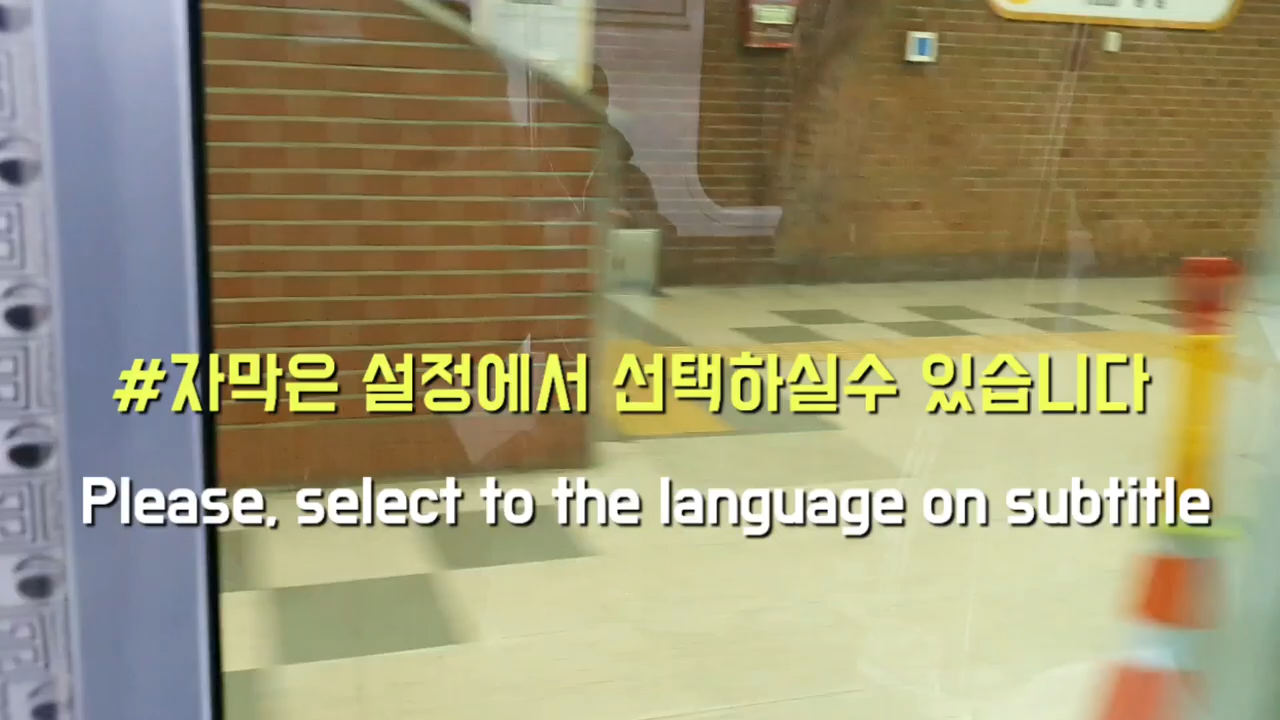 #자막은 설정에서 선택하실수 있습니다
Please, select to the language on subtitle